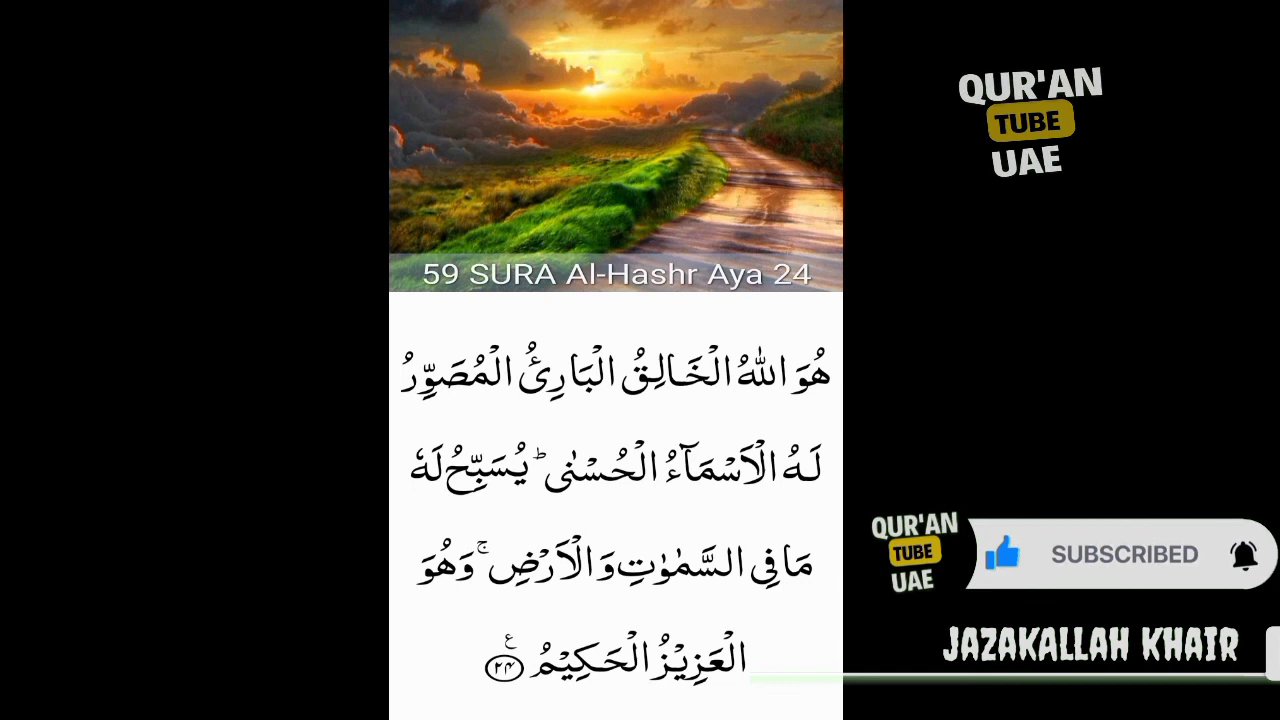 QUR'AN
TUBE
UAE
59 SURA Al-Hashr Aya 24
هُوَ اللّٰهُ الْخَالِقُ الْبَارِئُ الْمُصَوِّرُ
لَهُ الْاَسْمَآءُ الْحُسْنٰى ؕ يُسَبِّحُ لَهٗ
مَا فِى السَّمٰوٰتِ وَالْاَرْضِ ۚ وَهُوَ
الْعَزِيْزُ الْحَكِيْمُ ࣖ ﴿۲۴﴾
QUR'AN
TUBE
UAE
SUBSCRIBED
JAZAKALLAH KHAIR